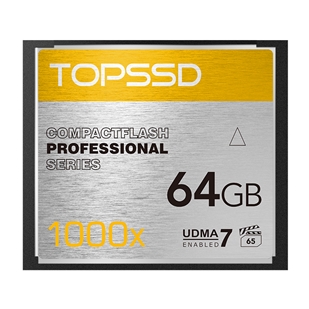 TOPSSD
COMPACTFLASH
PROFESSIONAL
SERIES
64GB
1000x
UDMA 7
ENABLED
65